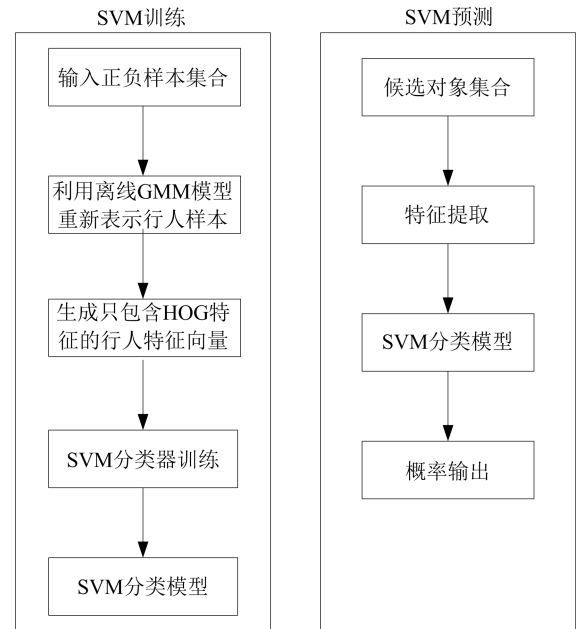 SVM训练
输入正负样本集合
利用离线GMM模型
重新表示行人样本
生成只包含HOG特
征的行人特征向量
SVM分类器训练
SVM分类模型
SVM预测
候选对象集合
特征提取
SVM分类模型
概率输出